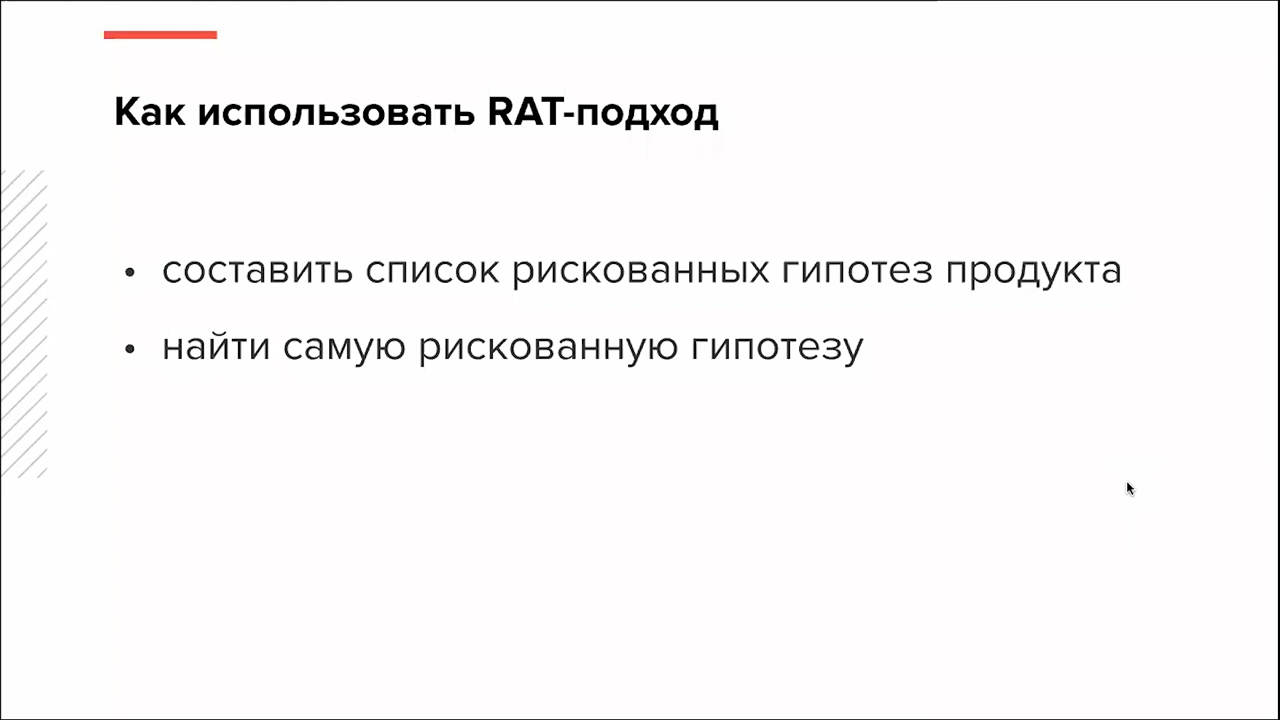 Как использовать RAT-подход
• составить список рискованных гипотез продукта
• найти самую рискованную гипотезу